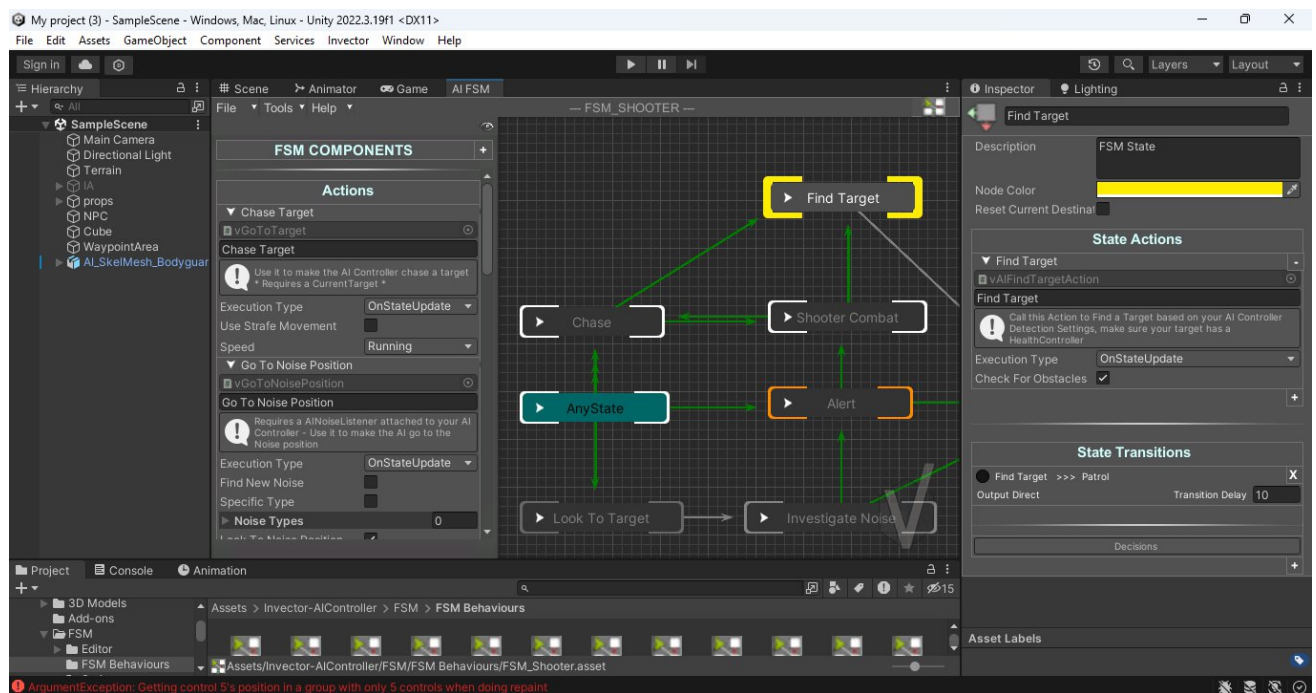 My project (3) - SampleScene - Windows, Mac, Linux - Unity 2022.3.19f1 <DX11>
File Edit Assets GameObject Component Services Invector Window Help
Sign in
Layers
Layout
Hierarchy
All
SampleScene
Main Camera
Directional Light
Terrain
IA
props
NPC
Cube
WaypointArea
AI_SkelMesh_Bodyguar
Scene Animator Game AI FSM
File Tools Help
--- FSM_SHOOTER ---
FSM COMPONENTS
+
Actions
Chase Target
vGoToTarget
Chase Target
Use it to make the AI Controller chase a target
* Requires a CurrentTarget *
Execution Type OnStateUpdate
Use Strafe Movement
Speed Running
Go To Noise Position
vGoToNoisePosition
Go To Noise Position
Requires a AINoiseListener attached to your AI
Controller - Use it to make the AI go to the
Noise position
Execution Type OnStateUpdate
Find New Noise
Specific Type
Noise Types 0
Look To Noise Position
Find Target
Chase
Shooter Combat
AnyState
Alert
Look To Target
Investigate Noise
Inspector Lighting
Find Target
Description FSM State
Node Color
Reset Current Destinat
State Actions
Find Target
-
vAIFindTargetAction
Find Target
Call this Action to Find a Target based on your AI Controller
Detection Settings, make sure your target has a
HealthController
Execution Type OnStateUpdate
Check For Obstacles
+
State Transitions
Find Target >>> Patrol X
Output Direct Transition Delay 10
Decisions
+
Asset Labels
Project Console Animation
15
3D Models
Add-ons
FSM
Editor
FSM Behaviours
Assets > Invector-AIController > FSM > FSM Behaviours
Assets/Invector-AIController/FSM/FSM Behaviours/FSM_Shooter.asset
ArgumentException: Getting control 5's position in a group with only 5 controls when doing repaint